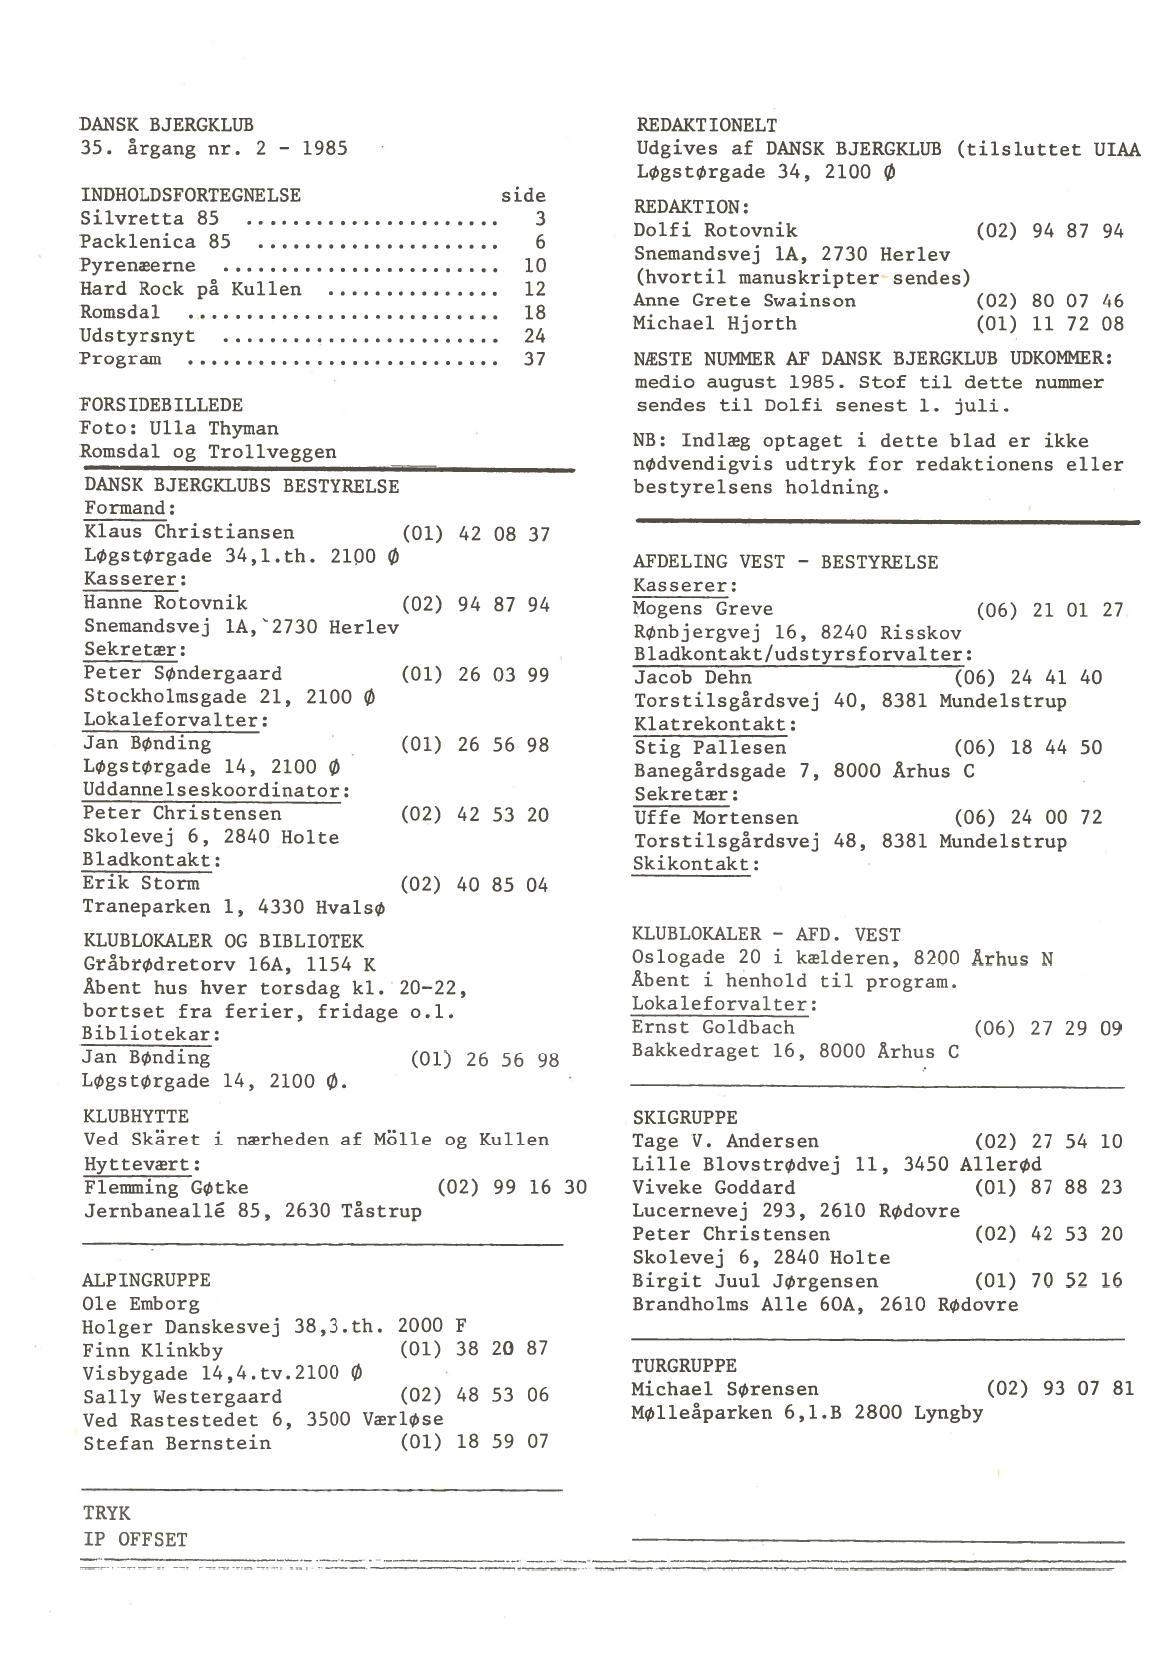 DANSK BJERGKLUB
35. årgang nr. 2 - 1985
INDHOLDSFORTEGNELSE side
Silvretta 85 ...................... 3
Packlenica 85 ..................... 6
Pyrenæerne ........................ 10
Hard Rock på Kullen ............... 12
Romsdal ........................... 18
Udstyrsnyt ........................ 24
Program ........................... 37
FORSIDEBILLEDE
Foto: Ulla Thyman
Romsdal og Trollveggen
DANSK BJERGKLUBS BESTYRELSE
Formand:
Klaus Christiansen (01) 42 08 37
Løgstørgade 34,1.th. 2100 Ø
Kasserer:
Hanne Rotovnik (02) 94 87 94
Snemandsvej 1A, 2730 Herlev
Sekretær:
Peter Søndergaard (01) 26 03 99
Stockholmsgade 21, 2100 Ø
Lokaleforvalter:
Jan Bønding (01) 26 56 98
Løgstørgade 14, 2100 Ø
Uddannelseskoordinator:
Peter Christensen (02) 42 53 20
Skolevej 6, 2840 Holte
Bladkontakt:
Erik Storm (02) 40 85 04
Traneparken 1, 4330 Hvalsø
KLUBLOKALER OG BIBLIOTEK
Gråbrødretorv 16A, 1154 K
Åbent hus hver torsdag kl. 20-22,
bortset fra ferier, fridage o.l.
Bibliotekar:
Jan Bønding (01) 26 56 98
Løgstørgade 14, 2100 Ø.
KLUBHYTTE
Ved Skäret i nærheden af Mölle og Kullen
Hyttevært:
Flemming Gøtke (02) 99 16 30
Jernbaneallé 85, 2630 Tåstrup
ALPINGRUPPE
Ole Emborg
Holger Danskesvej 38,3.th. 2000 F
Finn Klinkby (01) 38 20 87
Visbygade 14,4.tv.2100 Ø
Sally Westergaard (02) 48 53 06
Ved Rastestedet 6, 3500 Værløse
Stefan Bernstein (01) 18 59 07
TRYK
IP OFFSET
REDAKTIONELT
Udgives af DANSK BJERGKLUB (tilsluttet UIAA
Løgstørgade 34, 2100 Ø
REDAKTION:
Dolfi Rotovnik (02) 94 87 94
Snemandsvej 1A, 2730 Herlev
(hvortil manuskripter sendes)
Anne Grete Swainson (02) 80 07 46
Michael Hjorth (01) 11 72 08
NÆSTE NUMMER AF DANSK BJERGKLUB UDKOMMER:
medio august 1985. Stof til dette nummer
sendes til Dolfi senest 1. juli.
NB: Indlæg optaget i dette blad er ikke
nødvendigvis udtryk for redaktionens eller
bestyrelsens holdning.
AFDELING VEST - BESTYRELSE
Kasserer:
Mogens Greve (06) 21 01 27
Rønbjergvej 16, 8240 Risskov
Bladkontakt/udstyrsforvalter:
Jacob Dehn (06) 24 41 40
Torstilsgårdsvej 40, 8381 Mundelstrup
Klatrekontakt:
Stig Pallesen (06) 18 44 50
Banegårdsgade 7, 8000 Århus C
Sekretær:
Uffe Mortensen (06) 24 00 72
Torstilsgårdsvej 48, 8381 Mundelstrup
Skikontakt:
KLUBLOKALER - AFD. VEST
Oslogade 20 i kælderen, 8200 Århus N
Åbent i henhold til program.
Lokaleforvalter:
Ernst Goldbach (06) 27 29 09
Bakkedraget 16, 8000 Århus C
SKIGRUPPE
Tage V. Andersen (02) 27 54 10
Lille Blovstrødvej 11, 3450 Allerød
Viveke Goddard (01) 87 88 23
Lucernevej 293, 2610 Rødovre
Peter Christensen (02) 42 53 20
Skolevej 6, 2840 Holte
Birgit Juul Jørgensen (01) 70 52 16
Brandholms Alle 60A, 2610 Rødovre
TURGRUPPE
Michael Sørensen (02) 93 07 81
Mølleåparken 6,1.B 2800 Lyngby